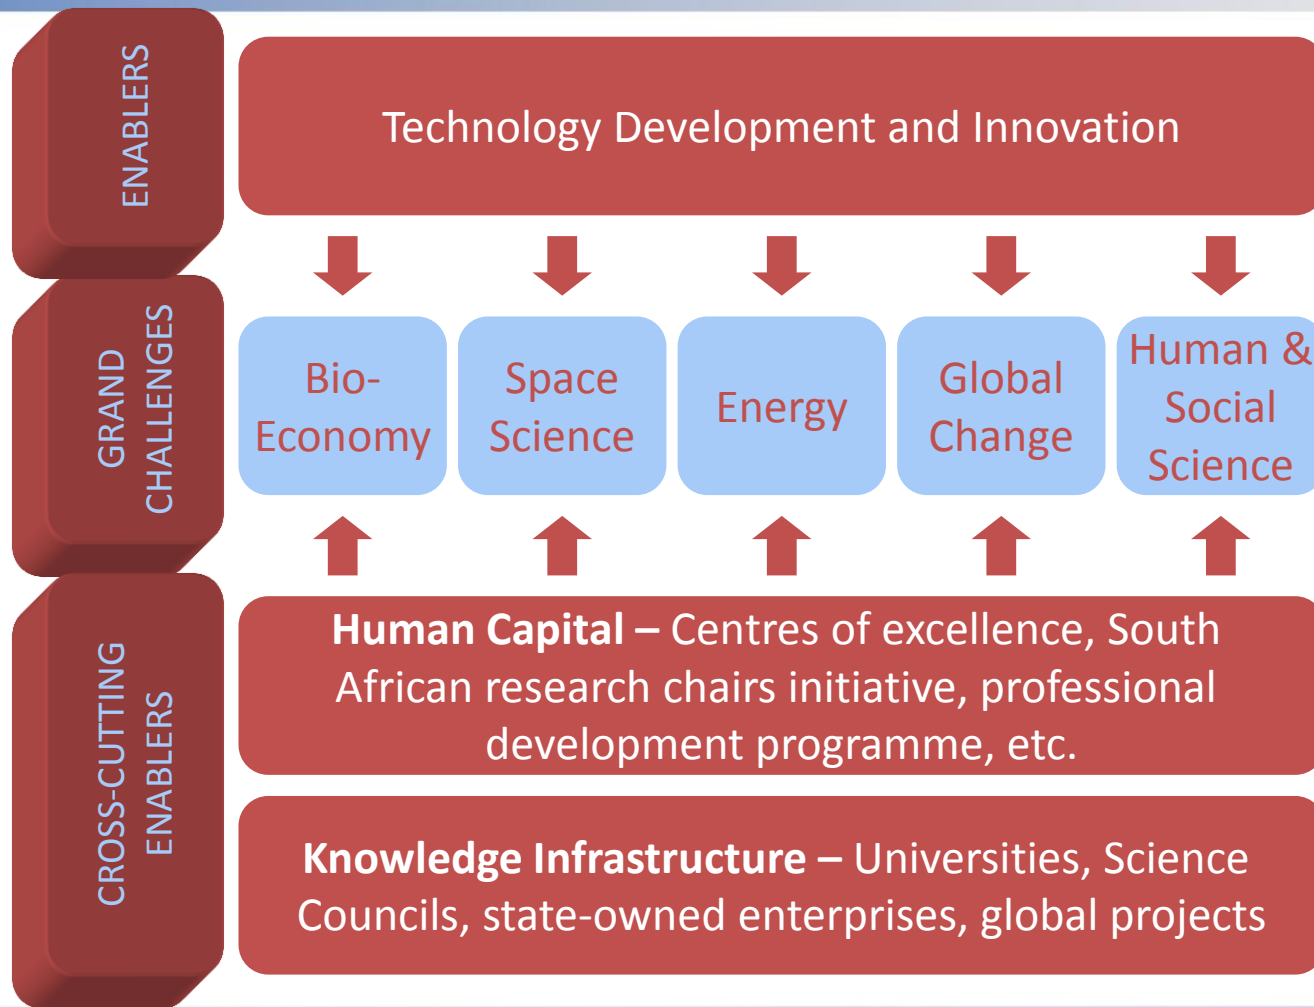 ENABLERS
Technology Development and Innovation
GRAND
CHALLENGES
Bio-
Economy
Space
Science
Energy
Global
Change
Human &
Social
Science
CROSS-CUTTING
ENABLERS
Human Capital – Centres of excellence, South
African research chairs initiative, professional
development programme, etc.
Knowledge Infrastructure – Universities, Science
Councils, state-owned enterprises, global projects